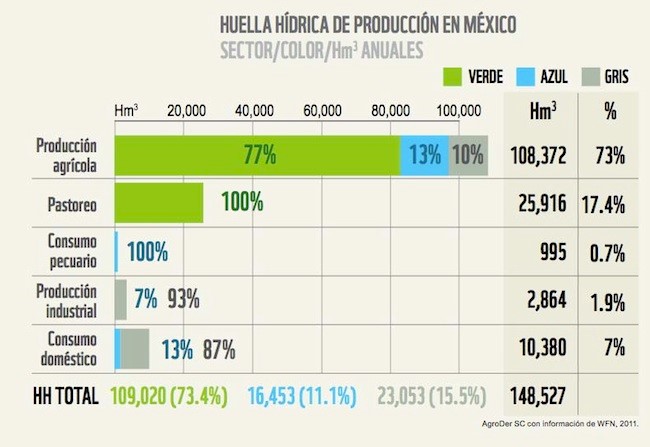 HUELLA HÍDRICA DE PRODUCCIÓN EN MÉXICO
SECTOR/COLOR/Hm³ ANUALES
VERDE AZUL GRIS
Hm³ 20,000 40,000 60,000 80,000 100,000 Hm³ %
Producción
agrícola 77% 13% 10% 108,372 73%
Pastoreo 100% 25,916 17.4%
Consumo
pecuario 100% 995 0.7%
Producción
industrial 7% 93% 2,864 1.9%
Consumo
doméstico 13% 87% 10,380 7%
HH TOTAL 109,020 (73.4%) 16,453 (11.1%) 23,053 (15.5%) 148,527
AgroDer SC con información de WFN, 2011.